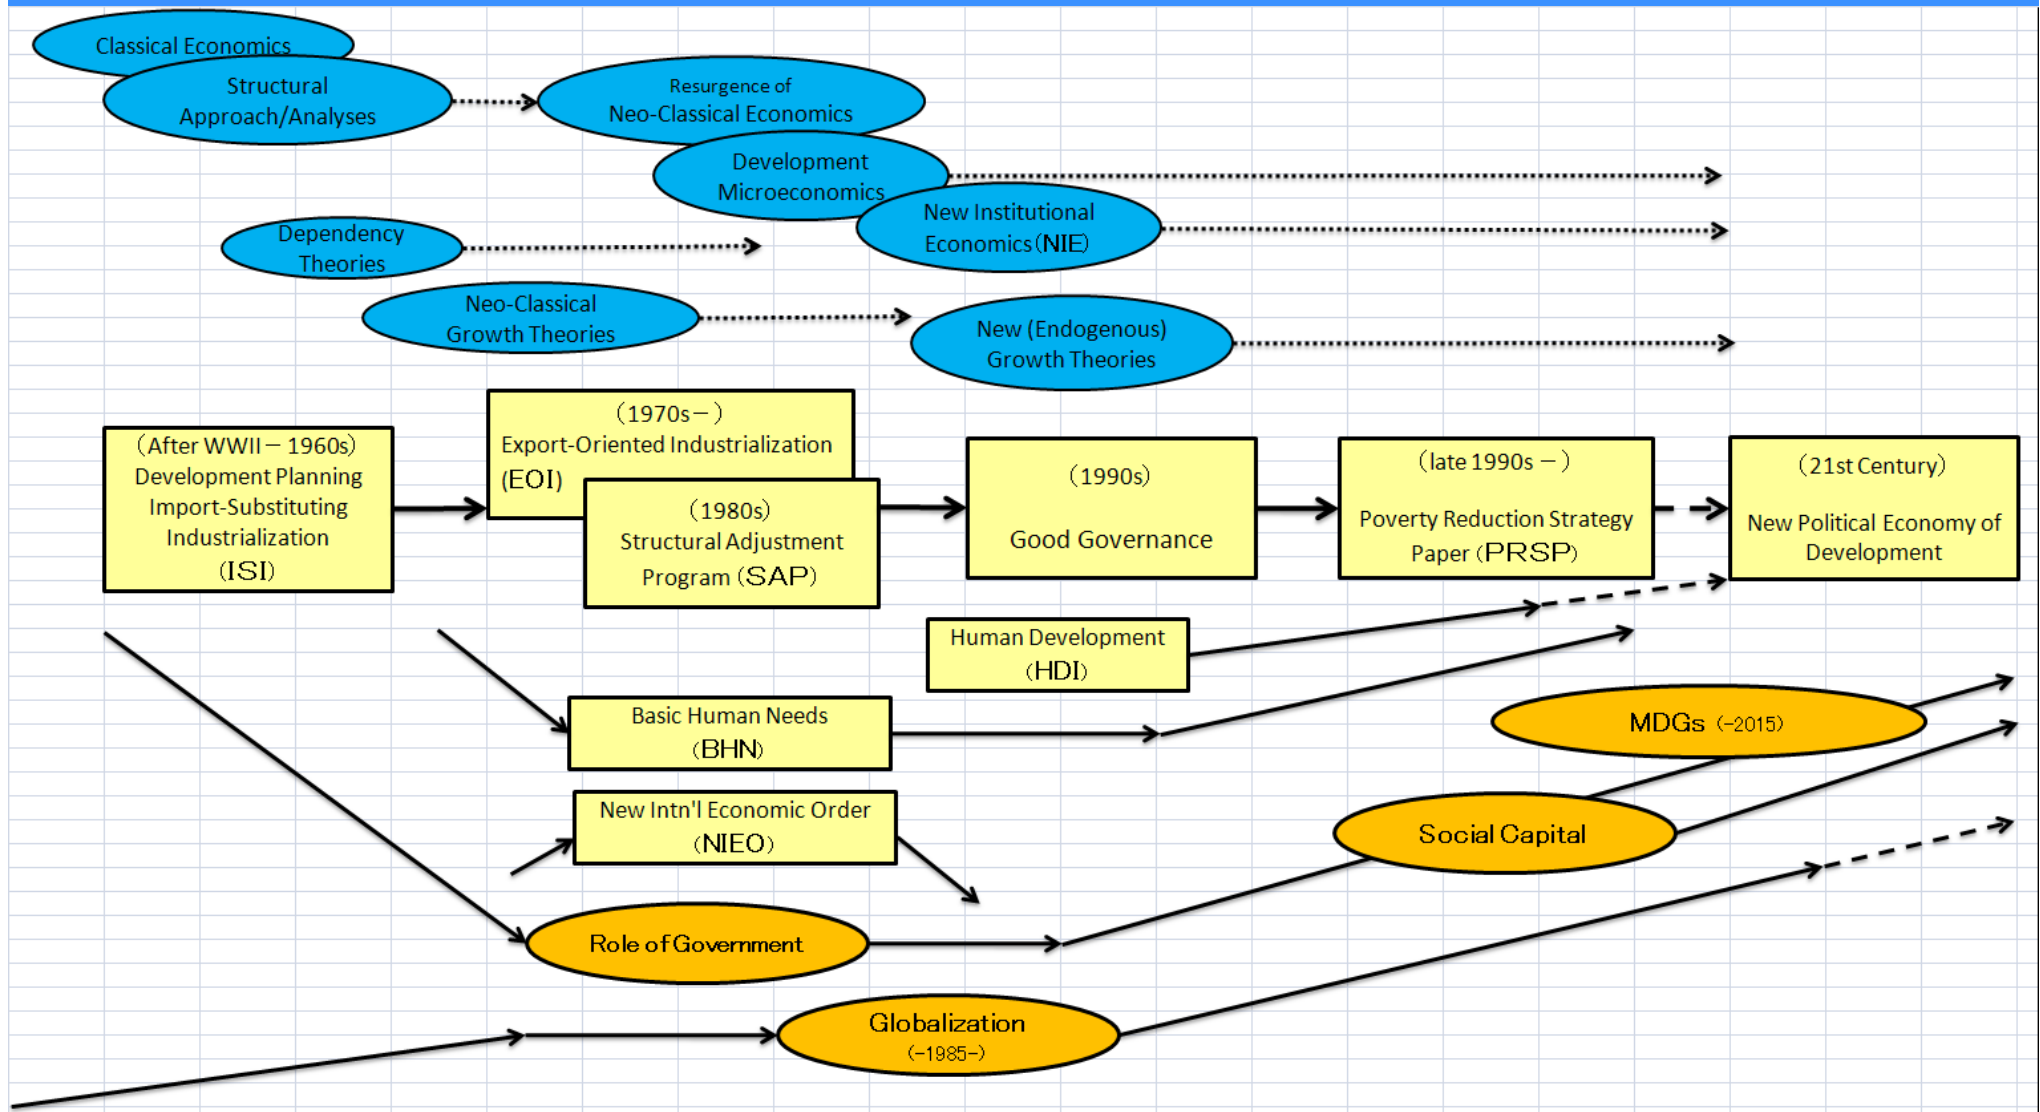 Classical Economics
Structural
Approach/Analyses
Resurgence of
Neo-Classical Economics
Development
Microeconomics
New Institutional
Economics(NIE)
Dependency
Theories
Neo-Classical
Growth Theories
New (Endogenous)
Growth Theories
(After WWII－1960s)
Development Planning
Import-Substituting
Industrialization
(ISI)
(1970s－)
Export-Oriented Industrialization
(EOI)
(1980s)
Structural Adjustment
Program (SAP)
(1990s)
Good Governance
(late 1990s－)
Poverty Reduction Strategy
Paper (PRSP)
(21st Century)
New Political Economy of
Development
Human Development
(HDI)
Basic Human Needs
(BHN)
New Intn'l Economic Order
(NIEO)
MDGs (-2015)
Social Capital
Role of Government
Globalization
(-1985-)